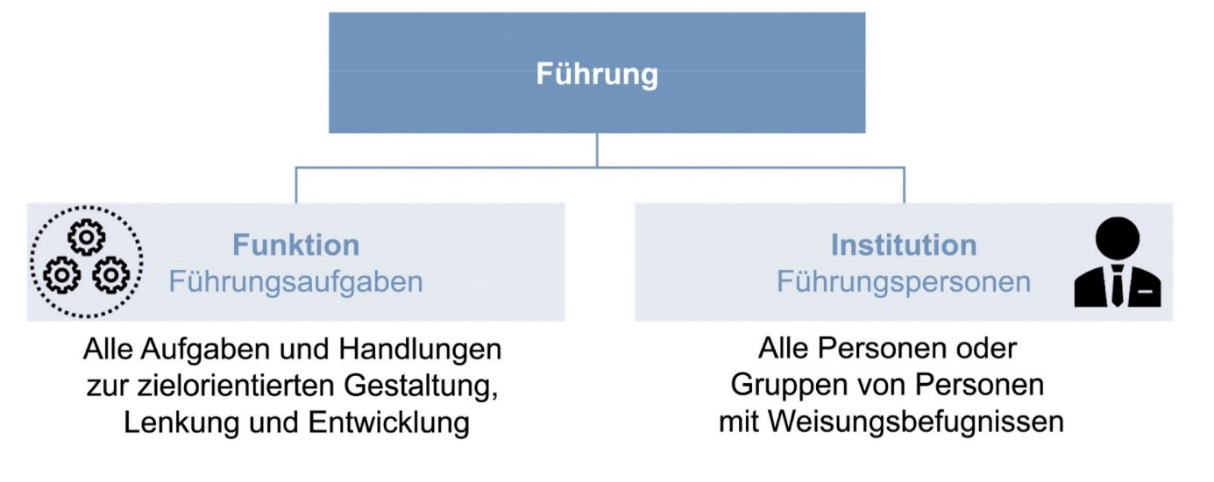 Führung
Funktion
Führungsaufgaben
Alle Aufgaben und Handlungen
zur zielorientierten Gestaltung,
Lenkung und Entwicklung
Institution
Führungspersonen
Alle Personen oder
Gruppen von Personen
mit Weisungsbefugnissen